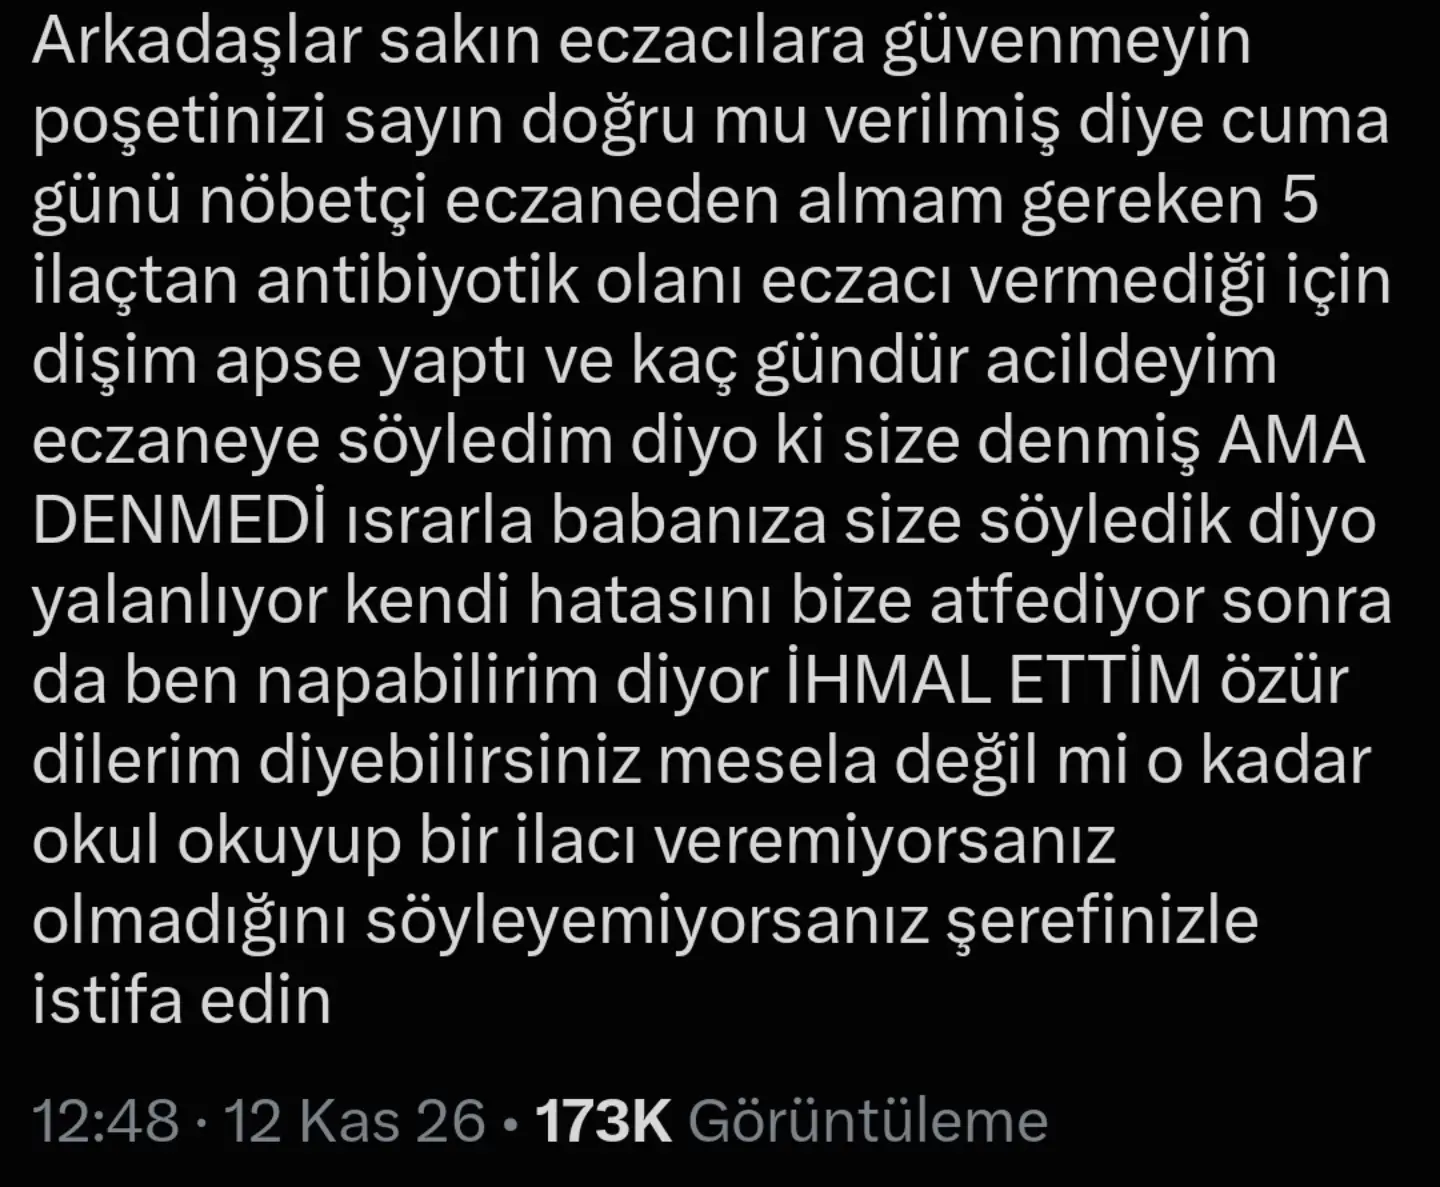 Arkadaşlar sakın eczacılara güvenmeyin
poşetinizi sayın doğru mu verilmiş diye cuma
günü nöbetçi eczaneden almam gereken 5
ilaçtan antibiyotik olanı eczacı vermediği için
dişim apse yaptı ve kaç gündür acildeyim
eczaneye söyledim diyo ki size denmiş AMA
DENMEDİ ısrarla babanıza size söyledik diyo
yalanlıyor kendi hatasını bize atfediyor sonra
da ben napabilirim diyor İHMAL ETTİM özür
dilerim diyebilirsiniz mesela değil mi o kadar
okul okuyup bir ilacı veremiyorsanız
olmadığını söyleyemiyorsanız şerefinizle
istifa edin
12:48 · 12 Kas 26 • 173K Görüntüleme